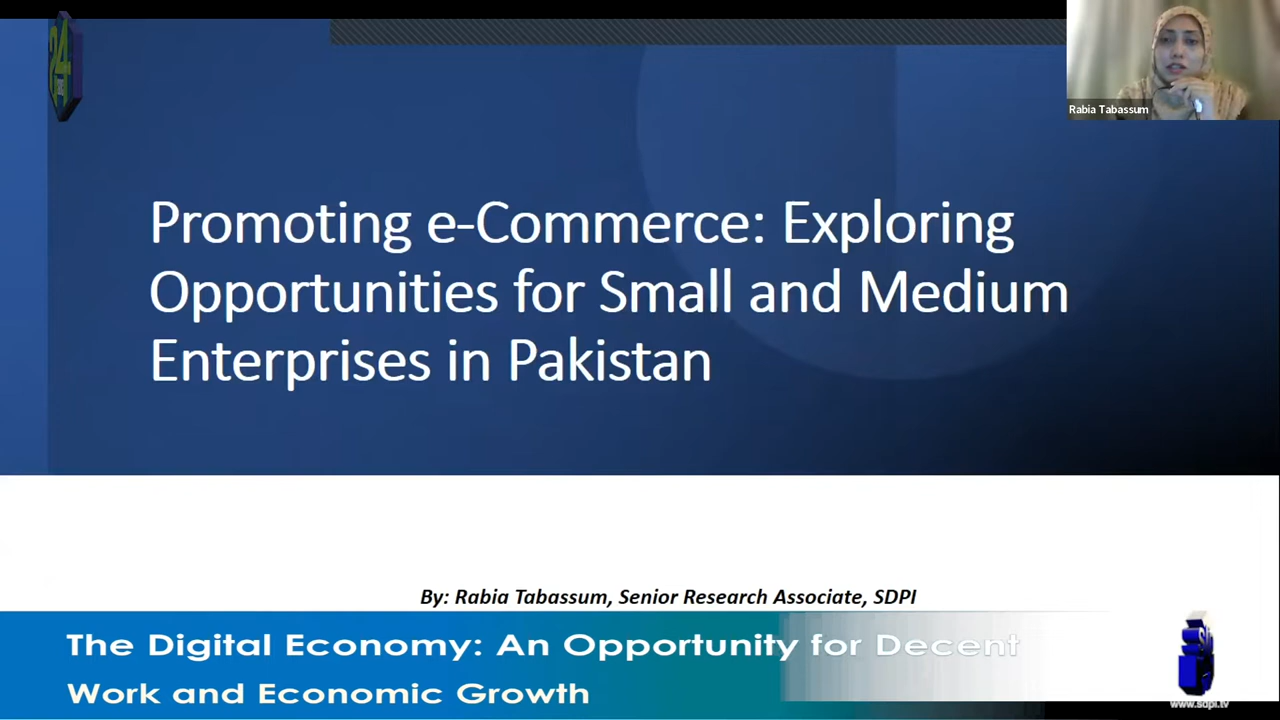 24
Rabia Tabassum
Promoting e-Commerce: Exploring
Opportunities for Small and Medium
Enterprises in Pakistan
By: Rabia Tabassum, Senior Research Associate, SDPI
The Digital Economy: An Opportunity for Decent
Work and Economic Growth
www.sdpi.tv